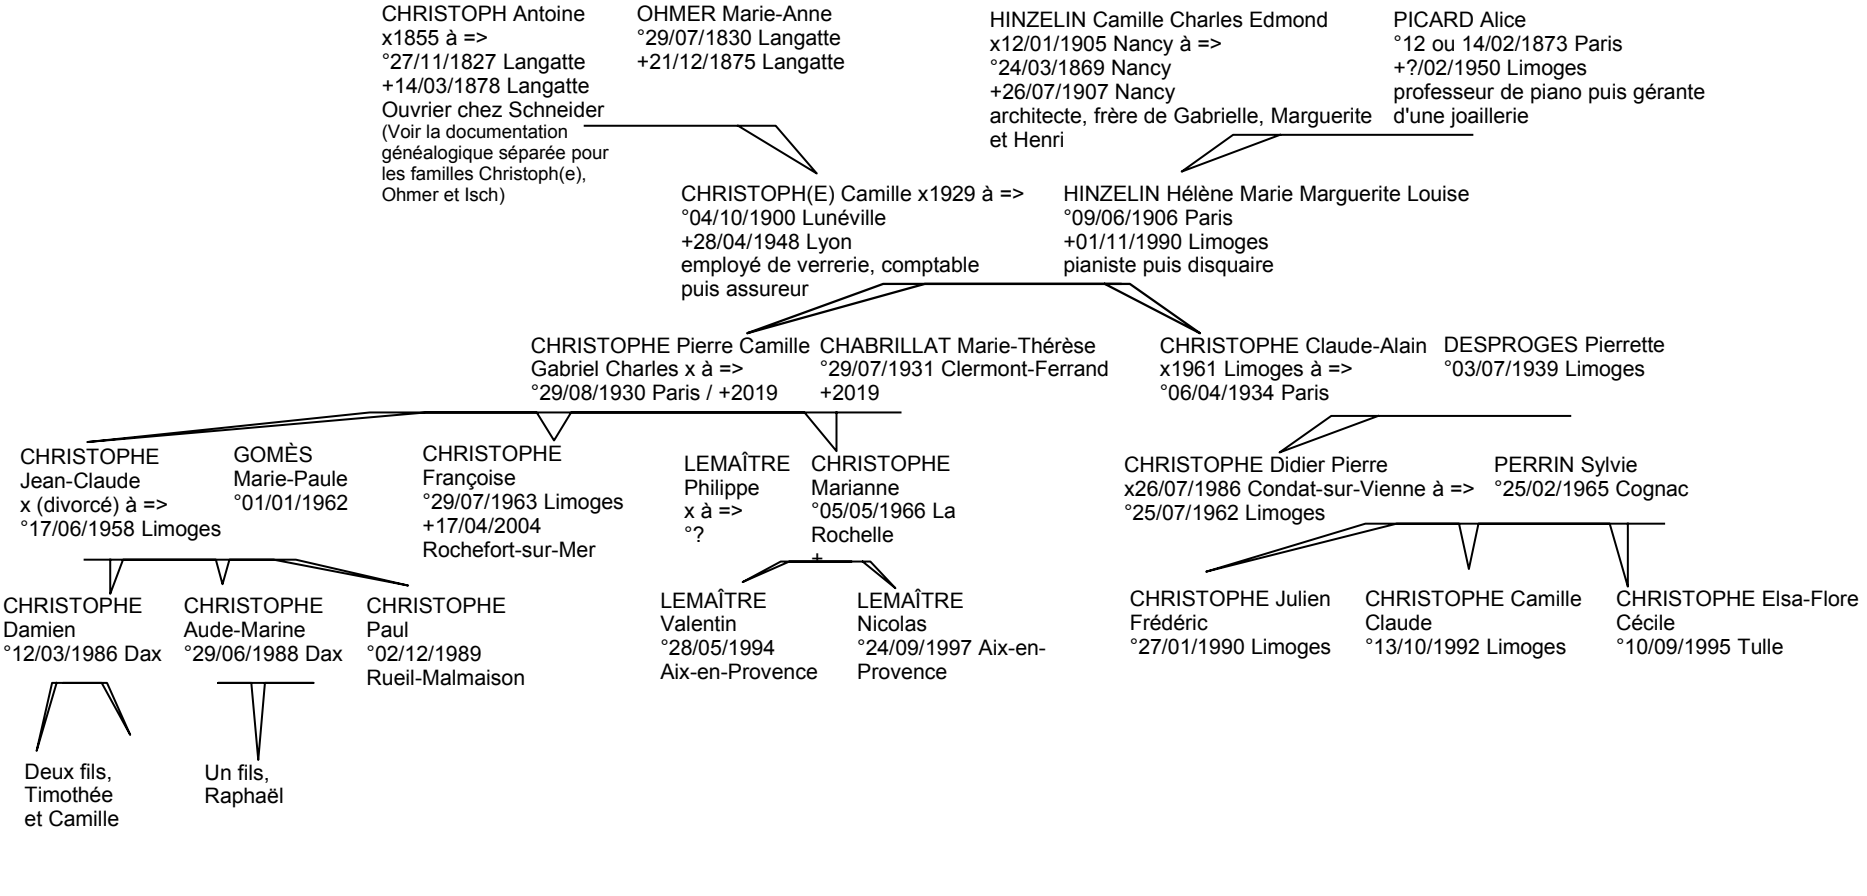 CHRISTOPH Antoine
x1855 à =>
°27/11/1827 Langatte
+14/03/1878 Langatte
Ouvrier chez Schneider
(Voir la documentation
généalogique séparée pour
les familles Christoph(e),
Ohmer et Isch)
OHMER Marie-Anne
°29/07/1830 Langatte
+21/12/1875 Langatte
HINZELIN Camille Charles Edmond
x12/01/1905 Nancy à =>
°24/03/1869 Nancy
+26/07/1907 Nancy
architecte, frère de Gabrielle, Marguerite
et Henri
PICARD Alice
°12 ou 14/02/1873 Paris
+?/02/1950 Limoges
professeur de piano puis gérante
d'une joaillerie
CHRISTOPH(E) Camille x1929 à =>
°04/10/1900 Lunéville
+28/04/1948 Lyon
employé de verrerie, comptable
puis assureur
HINZELIN Hélène Marie Marguerite Louise
°09/06/1906 Paris
+01/11/1990 Limoges
pianiste puis disquaire
CHRISTOPHE Pierre Camille
Gabriel Charles x à =>
°29/08/1930 Paris / +2019
CHABRILLAT Marie-Thérèse
°29/07/1931 Clermont-Ferrand
+2019
CHRISTOPHE Claude-Alain
x1961 Limoges à =>
°06/04/1934 Paris
DESPROGES Pierrette
°03/07/1939 Limoges
CHRISTOPHE
Jean-Claude
x (divorcé) à =>
°17/06/1958 Limoges
GOMÈS
Marie-Paule
°01/01/1962
CHRISTOPHE
Françoise
°29/07/1963 Limoges
+17/04/2004
Rochefort-sur-Mer
LEMAÎTRE
Philippe
x à =>
°?
CHRISTOPHE
Marianne
°05/05/1966 La
Rochelle
+
CHRISTOPHE Didier Pierre
x26/07/1986 Condat-sur-Vienne à =>
°25/07/1962 Limoges
PERRIN Sylvie
°25/02/1965 Cognac
CHRISTOPHE
Damien
°12/03/1986 Dax
CHRISTOPHE
Aude-Marine
°29/06/1988 Dax
CHRISTOPHE
Paul
°02/12/1989
Rueil-Malmaison
LEMAÎTRE
Valentin
°28/05/1994
Aix-en-Provence
LEMAÎTRE
Nicolas
°24/09/1997 Aix-en-
Provence
CHRISTOPHE Julien
Frédéric
°27/01/1990 Limoges
CHRISTOPHE Camille
Claude
°13/10/1992 Limoges
CHRISTOPHE Elsa-Flore
Cécile
°10/09/1995 Tulle
Deux fils,
Timothée
et Camille
Un fils,
Raphaël